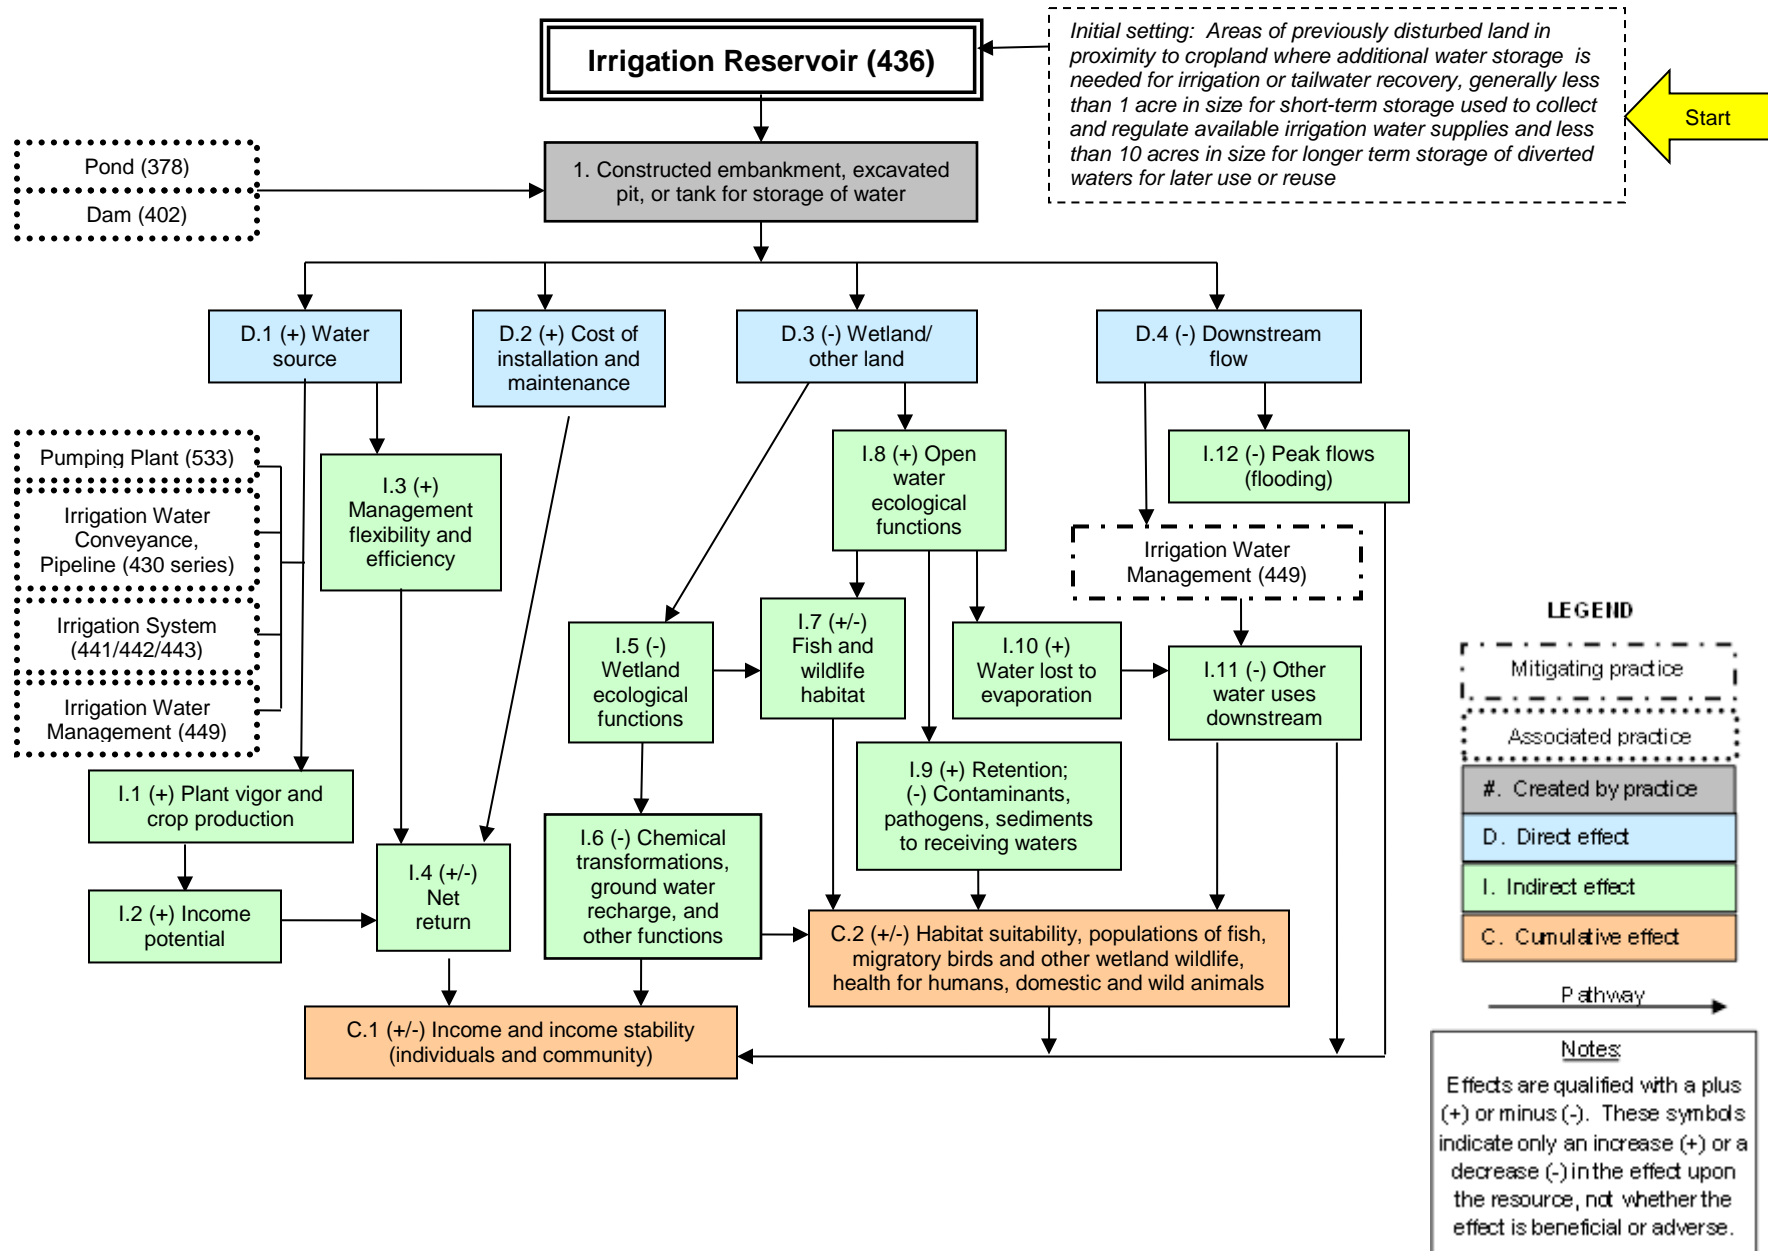 Irrigation Reservoir (436)
Initial setting:  Areas of previously disturbed land in
proximity to cropland where additional water storage  is
needed for irrigation or tailwater recovery, generally less
than 1 acre in size for short-term storage used to collect
and regulate available irrigation water supplies and less
than 10 acres in size for longer term storage of diverted
waters for later use or reuse
Start
Pond (378)
Dam (402)
1. Constructed embankment, excavated
pit, or tank for storage of water
D.1 (+) Water
source
D.2 (+) Cost of
installation and
maintenance
D.3 (-) Wetland/
other land
D.4 (-) Downstream
flow
Pumping Plant (533)
Irrigation Water
Conveyance,
Pipeline (430 series)
Irrigation System
(441/442/443)
Irrigation Water
Management (449)
I.3 (+)
Management
flexibility and
efficiency
I.8 (+) Open
water
ecological
functions
I.12 (-) Peak flows
(flooding)
Irrigation Water
Management (449)
I.5 (-)
Wetland
ecological
functions
I.7 (+/-)
Fish and
wildlife
habitat
I.10 (+)
Water lost to
evaporation
I.11 (-) Other
water uses
downstream
I.1 (+) Plant vigor and
crop production
I.9 (+) Retention;
(-) Contaminants,
pathogens, sediments
to receiving waters
I.6 (-) Chemical
transformations,
ground water
recharge, and
other functions
I.4 (+/-)
Net
return
I.2 (+) Income
potential
C.2 (+/-) Habitat suitability, populations of fish,
migratory birds and other wetland wildlife,
health for humans, domestic and wild animals
C.1 (+/-) Income and income stability
(individuals and community)
LEGEND
Mitigating practice
Associated practice
#.  Created by practice
D.  Direct effect
I.  Indirect effect
C.  Cumulative effect
Pathway
Notes:
Effects are qualified with a plus
(+) or minus (-).  These symbols
indicate only an increase (+) or a
decrease (-) in the effect upon
the resource, not whether the
effect is beneficial or adverse.